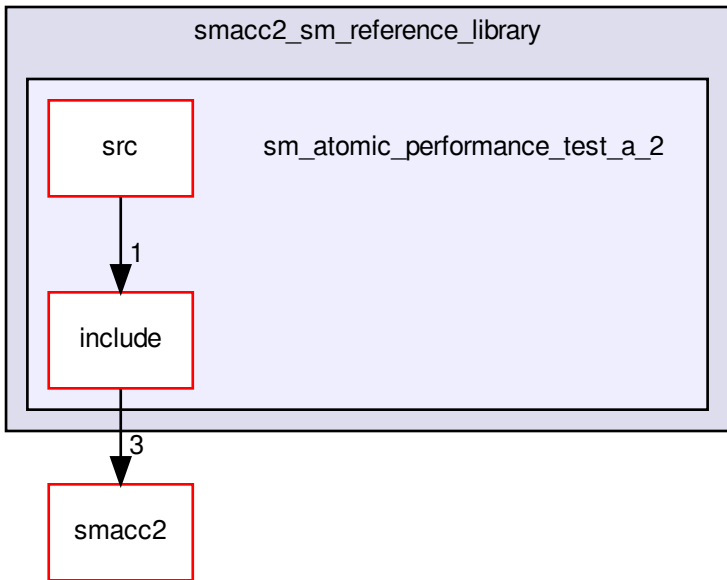 smacc2_sm_reference_library
src
sm_atomic_performance_test_a_2
1
include
3
smacc2